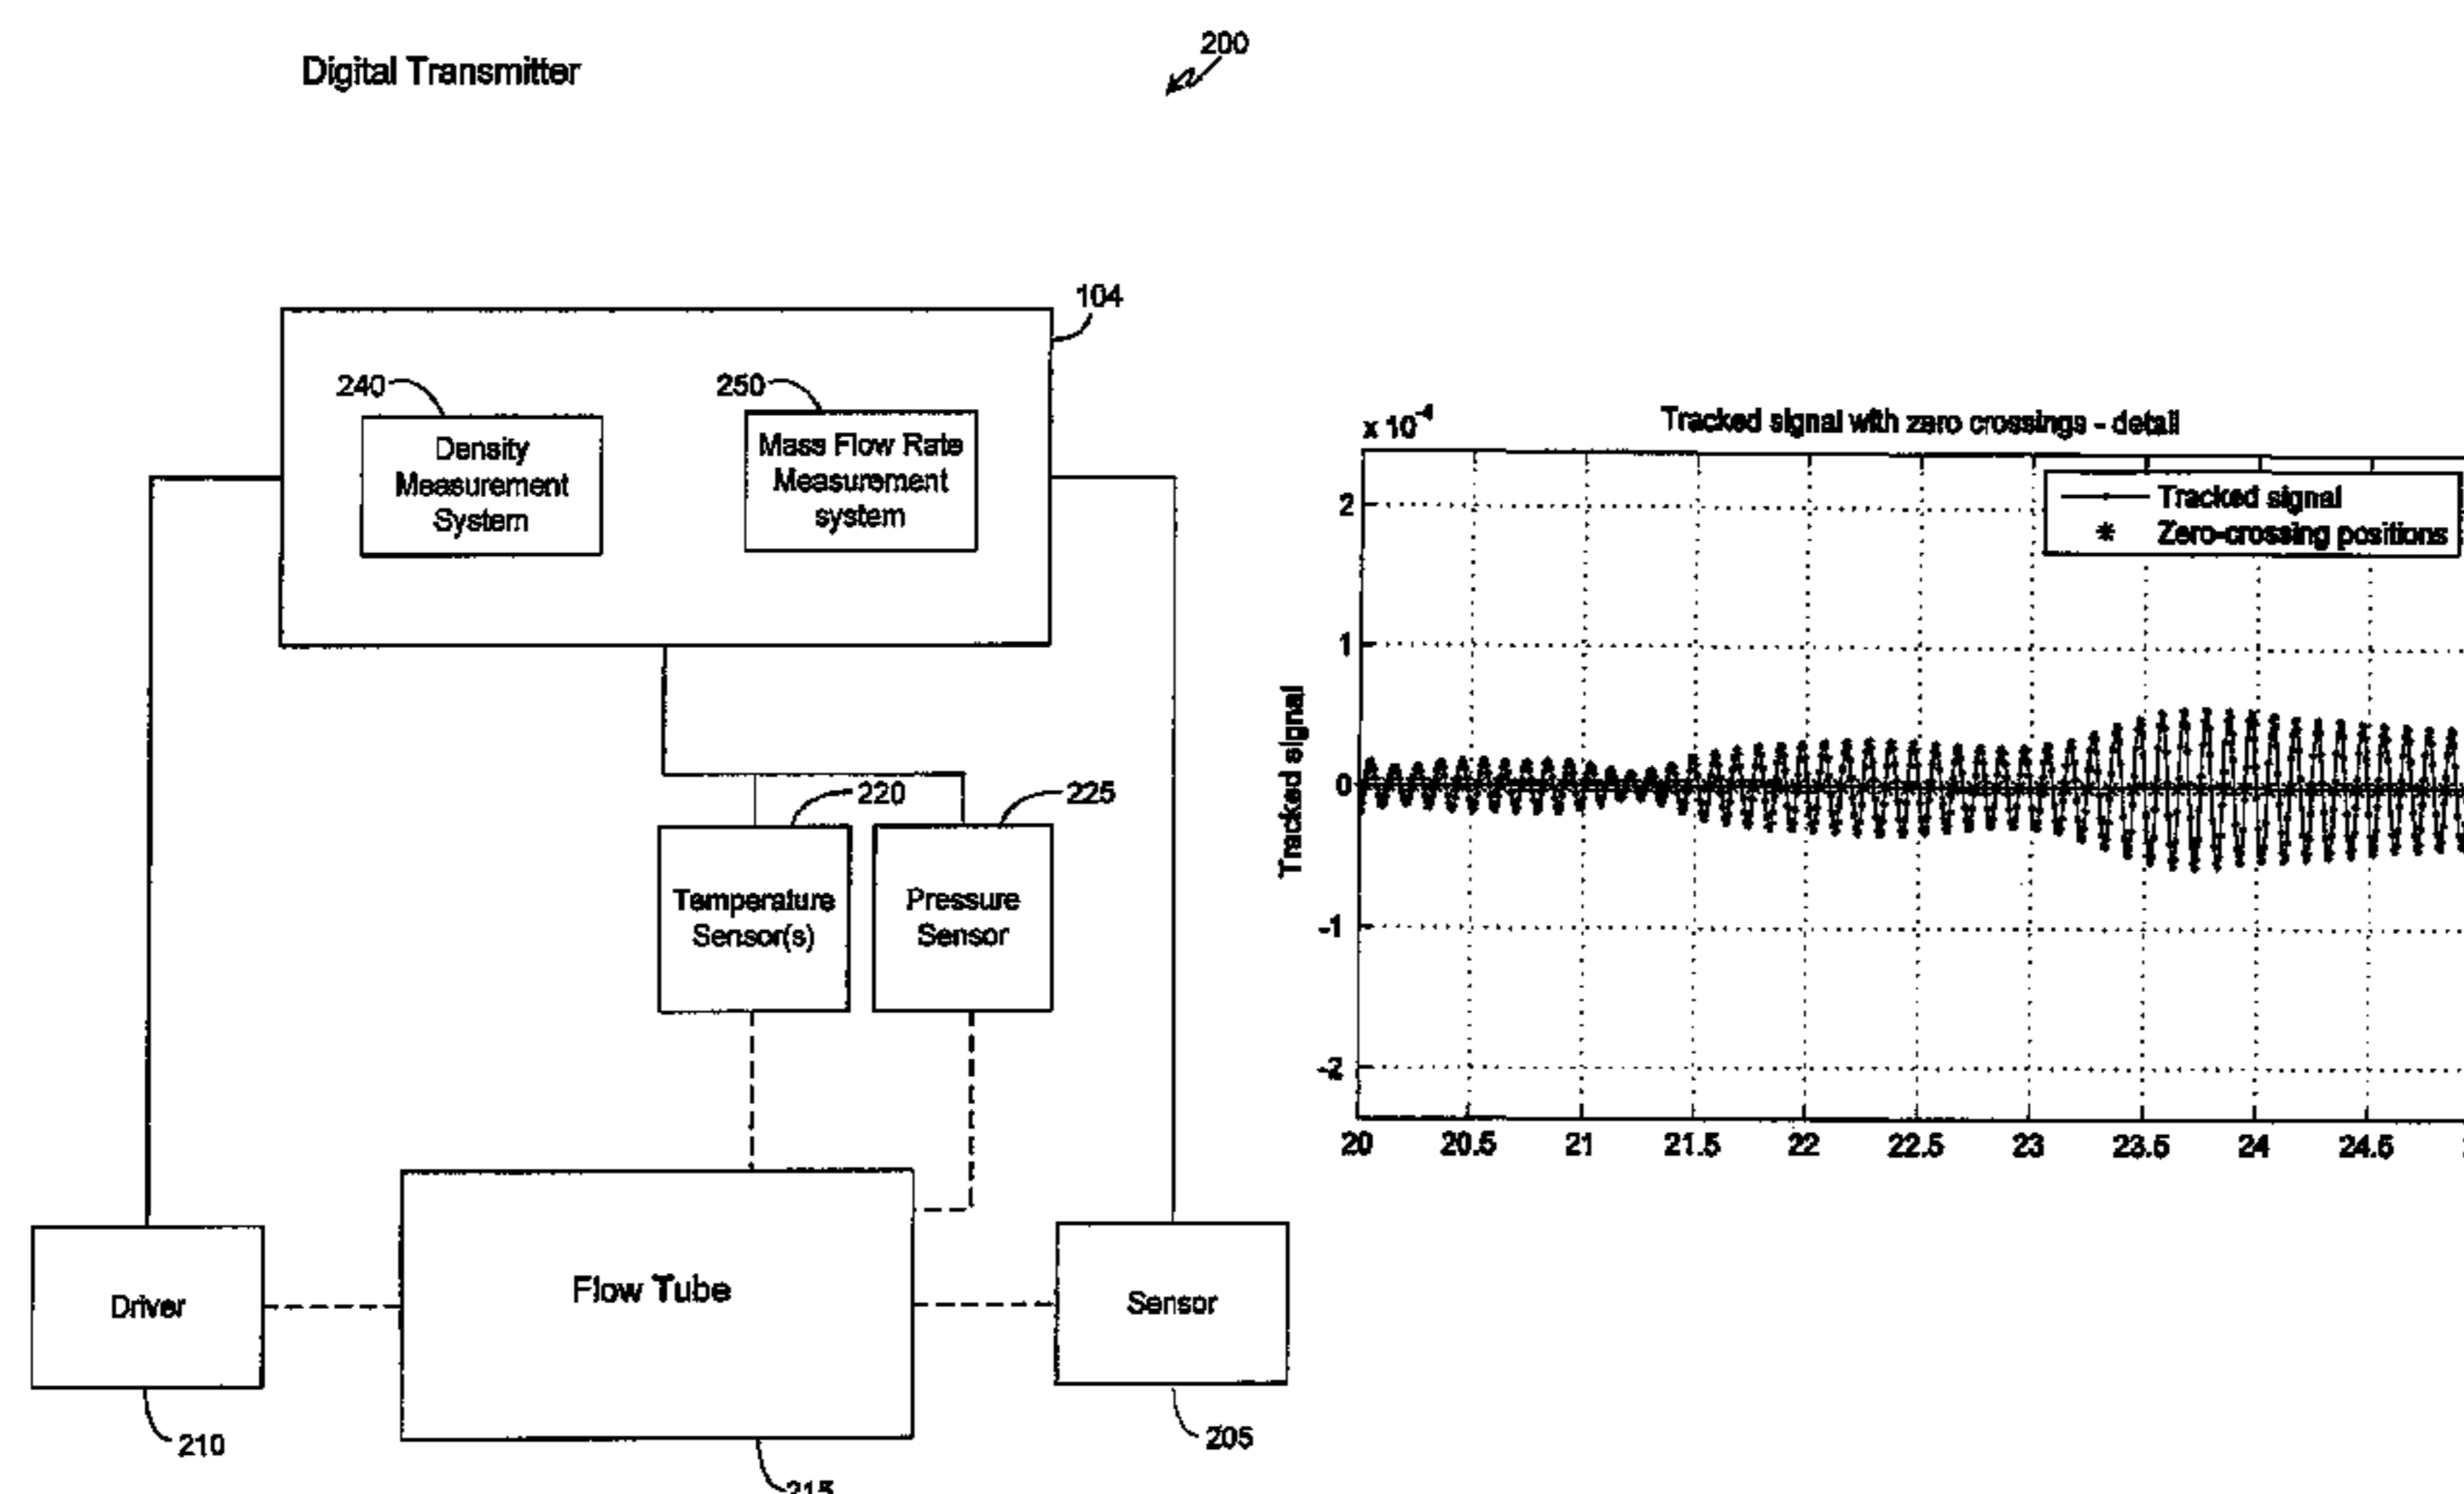 Digital Transmitter
200
104
240
250
Density
Measurement
System
Mass Flow Rate
Measurement
system
220
225
Temperature
Sensor(s)
Pressure
Sensor
Driver
Flow Tube
Sensor
210
215
205
x 10-4
Tracked signal with zero crossings - detail
Tracked signal
Zero-crossing positions
Tracked signal
2
1
0
-1
-2
20 20.5 21 21.5 22 22.5 23 23.5 24 24.5